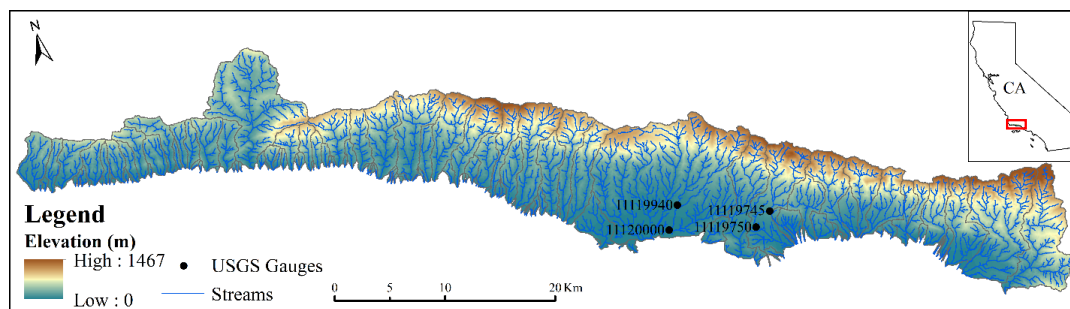 N
CA
11119940
11119745
11120000
11119750
Legend
Elevation (m)
High : 1467
Low : 0
USGS Gauges
Streams
0 5 10 20 Km